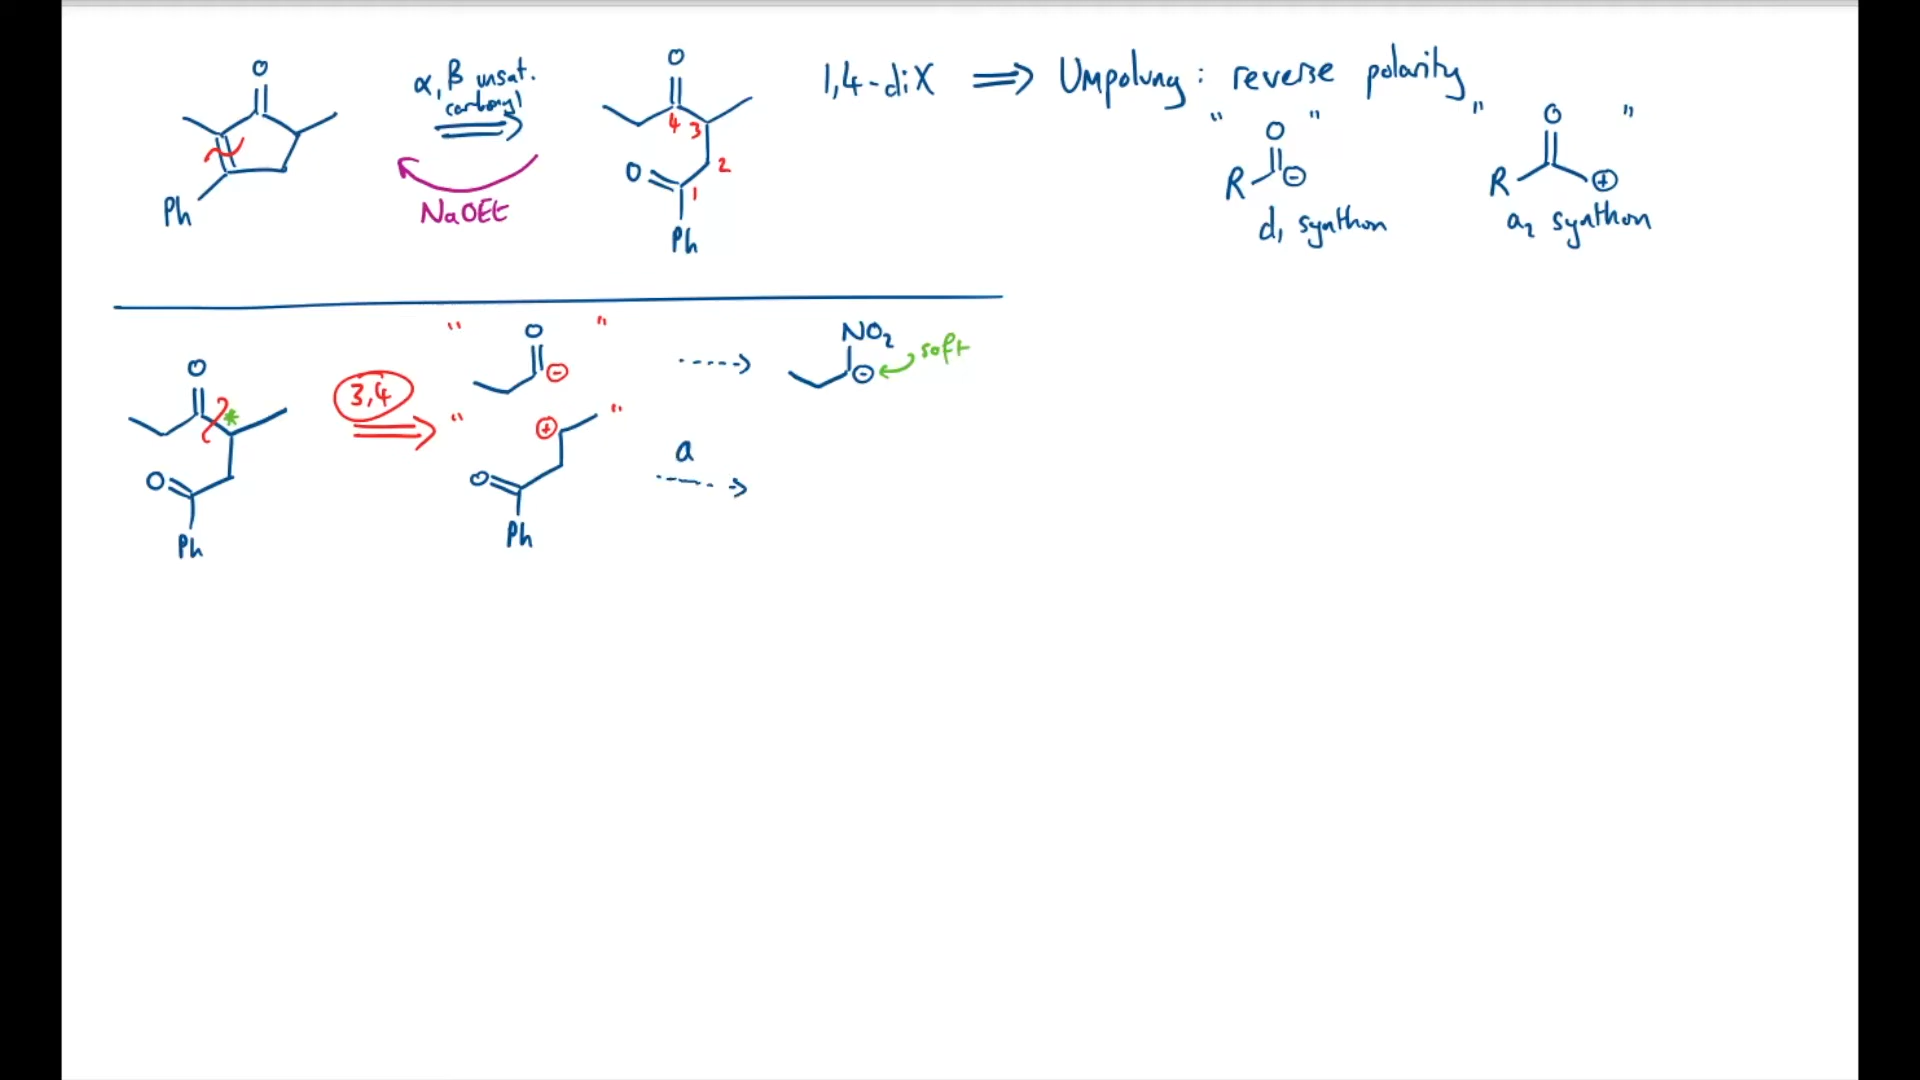 1,4-diX ⇒ Umpolung : reverse polarity
O
α, β unsat.
carbonyl
Ph
NaOEt
O
4
3
2
O
1
Ph
" O "
R ⊖
d, synthon
" O "
R ⊕
a₂ synthon
O
*
O
Ph
3,4
" O "
⊖
" ⊕ "
O
Ph
NO₂
⊖ soft
a